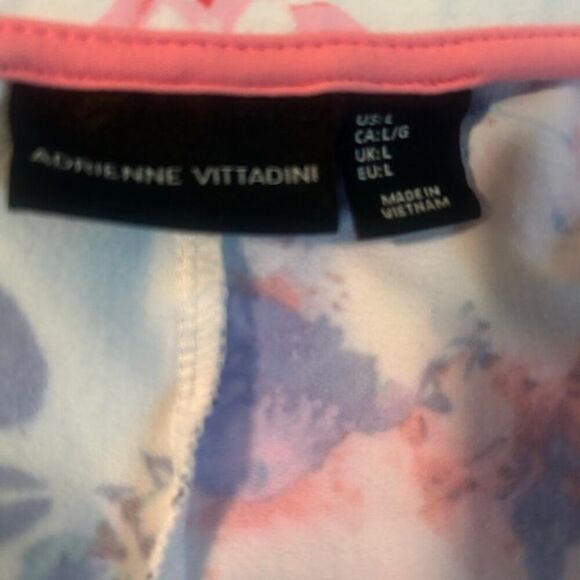 ADRIENNE VITTADINI
US: L
CA: L/G
UK: L
EU: L
MADE IN
VIETNAM